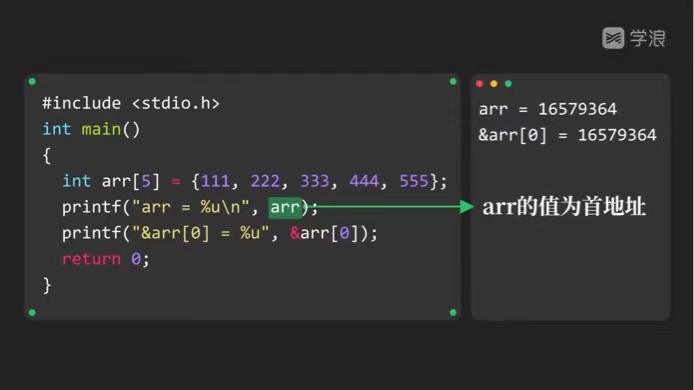 学浪
#include <stdio.h>
int main()
{
int arr[5] = {111, 222, 333, 444, 555};
printf("arr = %u\n", arr);
printf("&arr[0] = %u", &arr[0]);
return 0;
}
arr = 16579364
&arr[0] = 16579364
arr的值为首地址